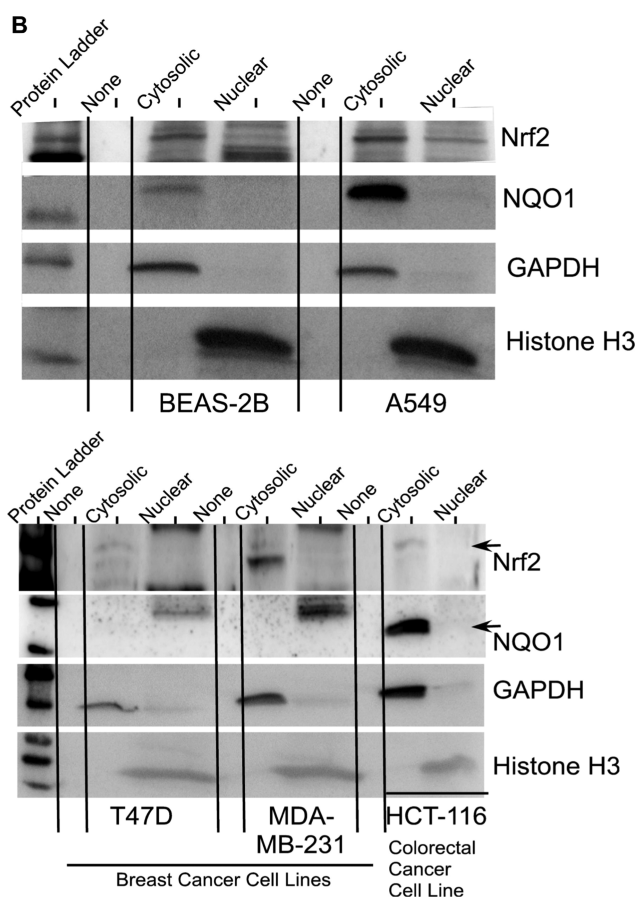 B
Protein Ladder
None
Cytosolic
Nuclear
None
Cytosolic
Nuclear
Nrf2
NQO1
GAPDH
Histone H3
BEAS-2B
A549
Protein Ladder
None
Cytosolic
Nuclear
None
Cytosolic
Nuclear
None
Cytosolic
Nuclear
Nrf2
NQO1
GAPDH
Histone H3
T47D
MDA-
MB-231
HCT-116
Breast Cancer Cell Lines
Colorectal
Cancer
Cell Line